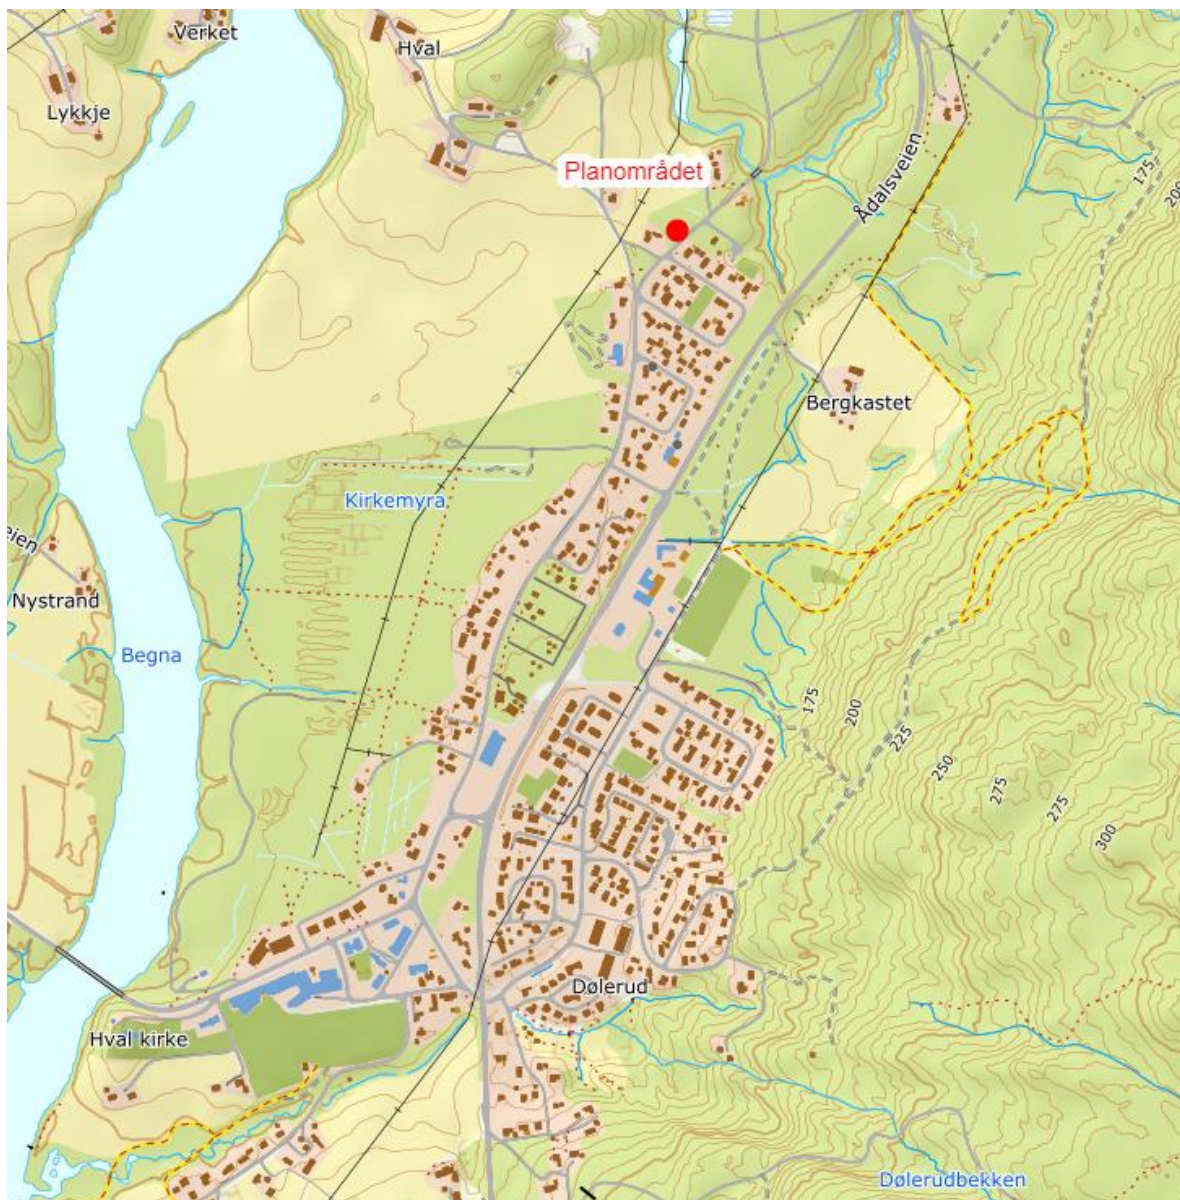 Verket
Hval
Lykkje
Planområdet
Ådalsveien
175
200
Bergkastet
Kirkemyra
eien
Nystrand
Begna
175
200
225
250
275
275
300
Dølerud
Hval kirke
Dølerudbekken